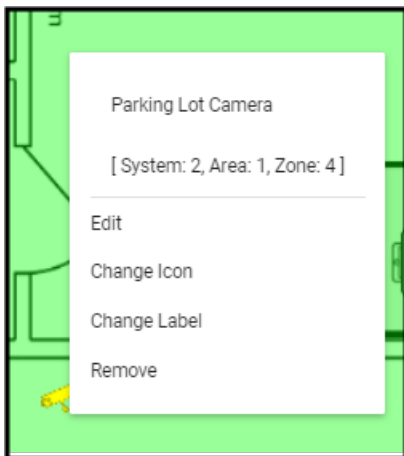 Parking Lot Camera
[ System: 2, Area: 1, Zone: 4 ]
Edit
Change Icon
Change Label
Remove